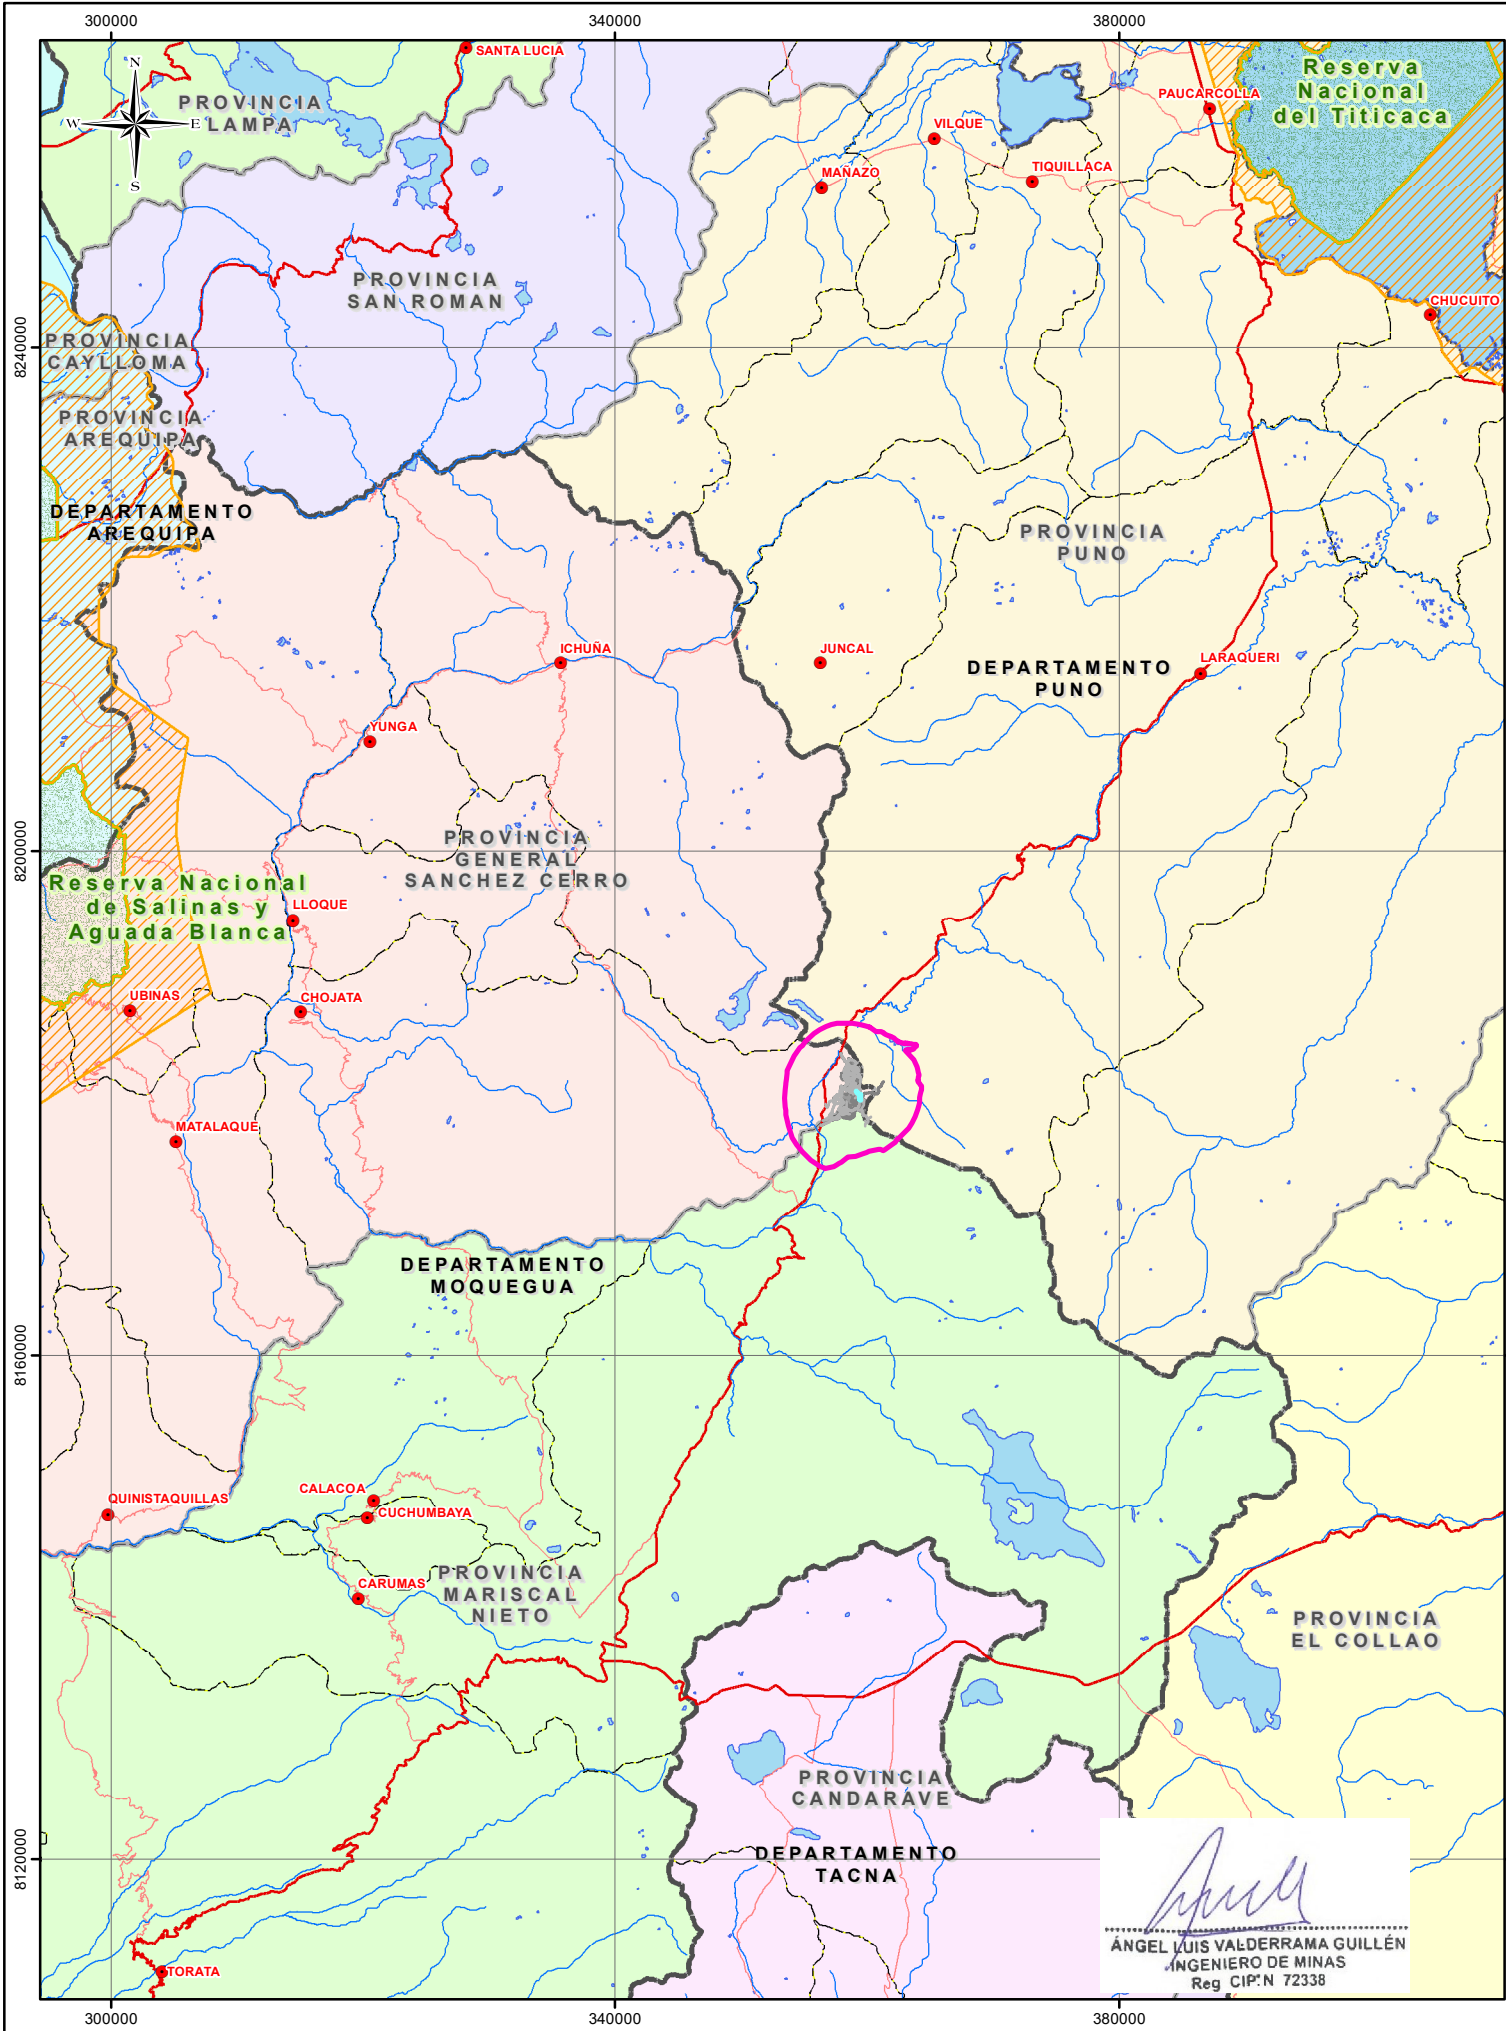 300000
340000
380000
SANTA LUCIA
N
W
E
S
PROVINCIA
LAMPA
Reserva
Nacional
del Titicaca
PAUCARCOLLA
VILQUE
MAÑAZO
TIQUILLACA
PROVINCIA
SAN ROMAN
CHUCUITO
8240000
PROVINCIA
CAYLLOMA
PROVINCIA
AREQUIPA
DEPARTAMENTO
AREQUIPA
PROVINCIA
PUNO
ICHUÑA
JUNCAL
DEPARTAMENTO
PUNO
LARAQUERI
YUNGA
8200000
PROVINCIA
GENERAL
SANCHEZ CERRO
Reserva Nacional
de Salinas y
Aguada Blanca
LLOQUE
UBINAS
CHOJATA
MATALAQUE
DEPARTAMENTO
MOQUEGUA
8160000
QUINISTAQUILLAS
CALACOA
CUCHUMBAYA
CARUMAS
PROVINCIA
MARISCAL
NIETO
PROVINCIA
EL COLLAO
PROVINCIA
CANDARAVE
DEPARTAMENTO
TACNA
8120000
TORATA
ÁNGEL LUIS VALDERRAMA GUILLÉN
INGENIERO DE MINAS
Reg. CIP. N 72338
300000
340000
380000